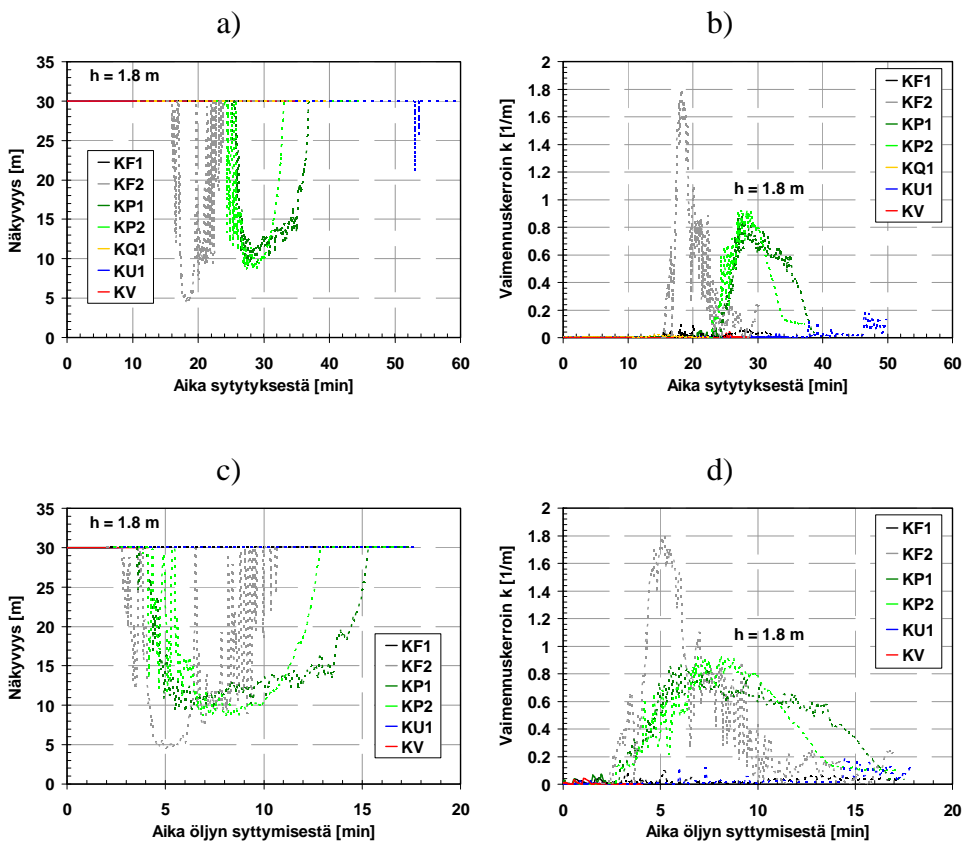 a)
35
30
25
20
15
10
5
0
Näkyvyys [m]
h = 1.8 m
KF1
KF2
KP1
KP2
KQ1
KU1
KV
0 10 20 30 40 50 60
Aika sytytyksestä [min]
b)
2
1.8
1.6
1.4
1.2
1
0.8
0.6
0.4
0.2
0
Vaimennuskerroin k [1/m]
KF1
KF2
KP1
KP2
KQ1
KU1
KV
h = 1.8 m
0 10 20 30 40 50 60
Aika sytytyksestä [min]
c)
35
30
25
20
15
10
5
0
Näkyvyys [m]
h = 1.8 m
KF1
KF2
KP1
KP2
KU1
KV
0 5 10 15 20
Aika öljyn syttymisestä [min]
d)
2
1.8
1.6
1.4
1.2
1
0.8
0.6
0.4
0.2
0
Vaimennuskerroin k [1/m]
KF1
KF2
KP1
KP2
KU1
KV
h = 1.8 m
0 5 10 15 20
Aika öljyn syttymisestä [min]